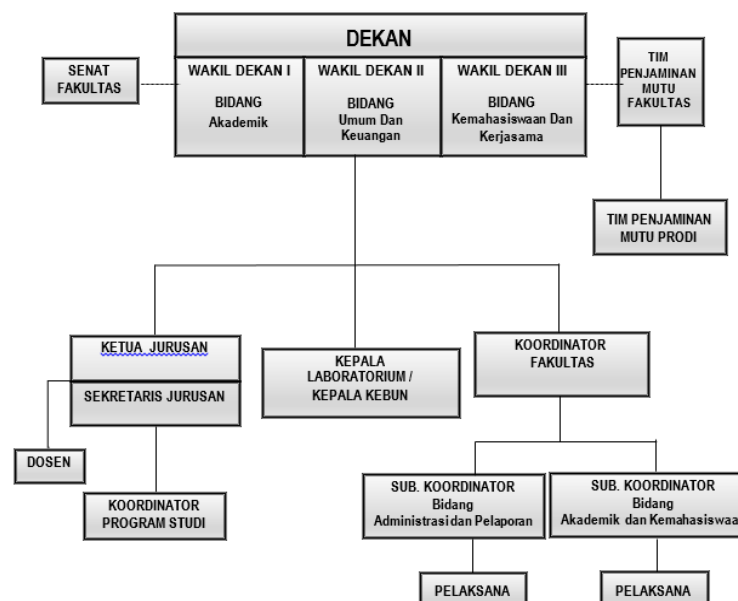 DEKAN
SENAT
FAKULTAS
WAKIL DEKAN I
BIDANG
Akademik
WAKIL DEKAN II
BIDANG
Umum Dan
Keuangan
WAKIL DEKAN III
BIDANG
Kemahasiswaan Dan
Kerjasama
TIM
PENJAMINAN
MUTU
FAKULTAS
TIM PENJAMINAN
MUTU PRODI
KETUA JURUSAN
SEKRETARIS JURUSAN
KEPALA
LABORATORIUM /
KEPALA KEBUN
KOORDINATOR
FAKULTAS
DOSEN
KOORDINATOR
PROGRAM STUDI
SUB. KOORDINATOR
Bidang
Administrasi dan Pelaporan
SUB. KOORDINATOR
Bidang
Akademik dan Kemahasiswaa
PELAKSANA
PELAKSANA